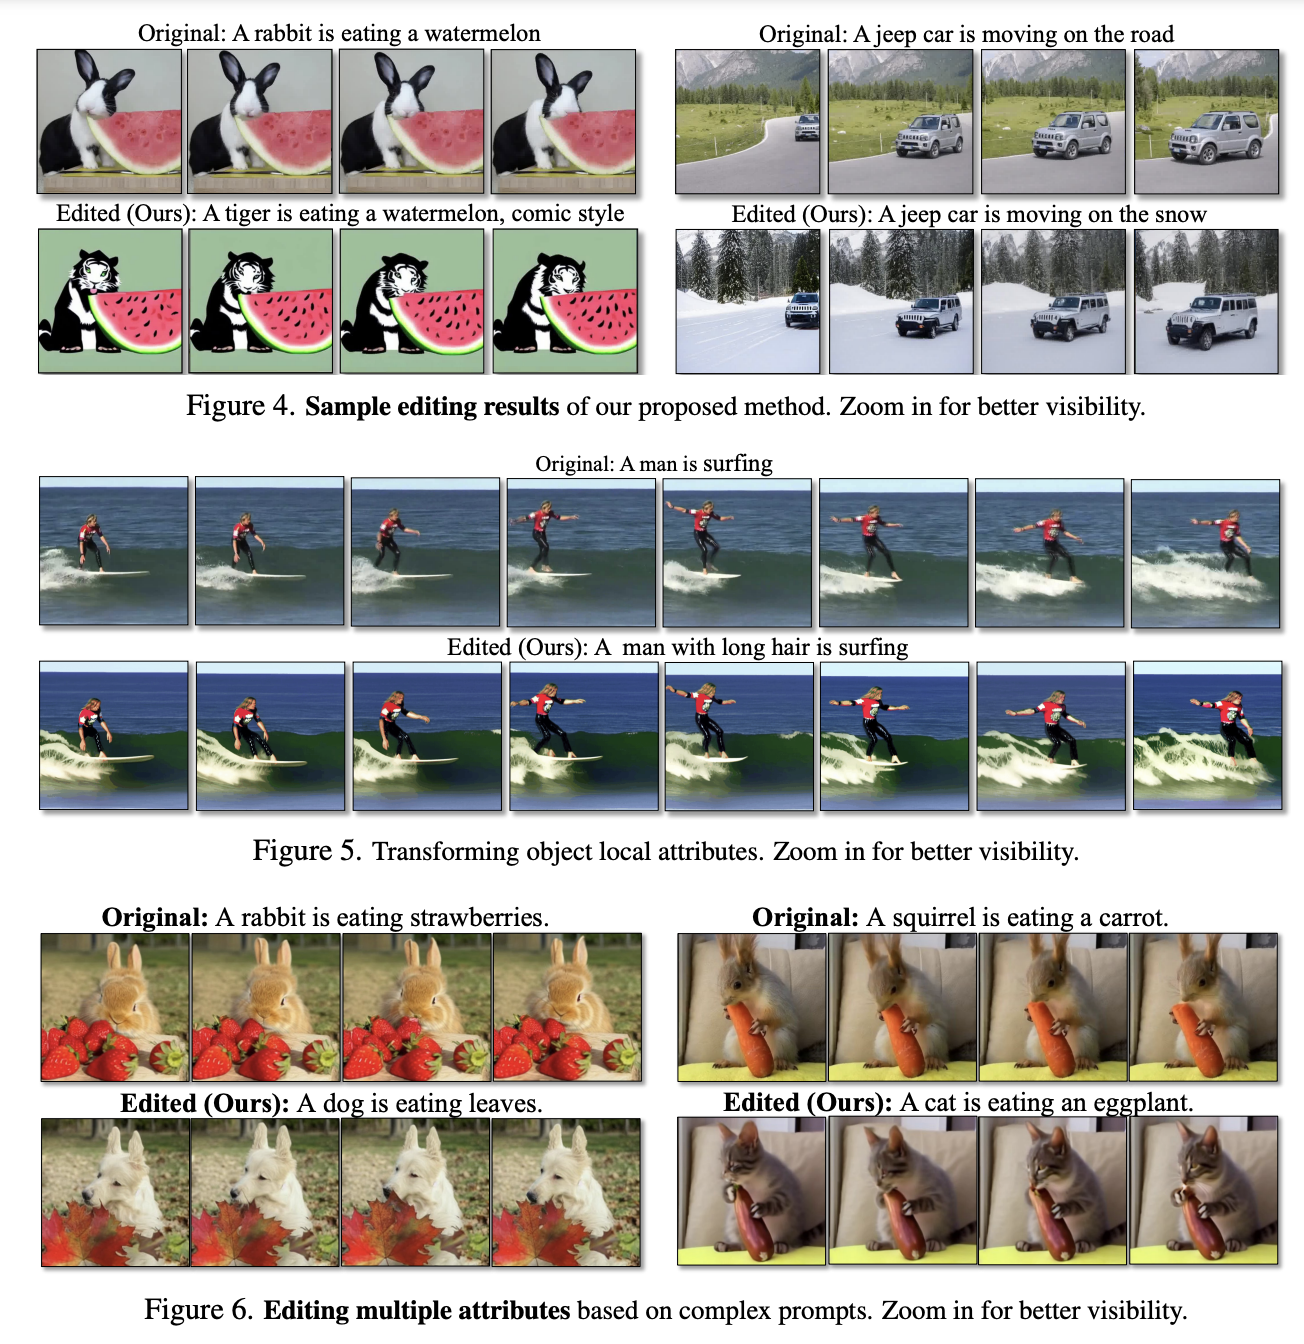 Original: A rabbit is eating a watermelon
Original: A jeep car is moving on the road
Edited (Ours): A tiger is eating a watermelon, comic style
Edited (Ours): A jeep car is moving on the snow
Figure 4. Sample editing results of our proposed method. Zoom in for better visibility.
Original: A man is surfing
Edited (Ours): A man with long hair is surfing
Figure 5. Transforming object local attributes. Zoom in for better visibility.
Original: A rabbit is eating strawberries.
Original: A squirrel is eating a carrot.
Edited (Ours): A dog is eating leaves.
Edited (Ours): A cat is eating an eggplant.
Figure 6. Editing multiple attributes based on complex prompts. Zoom in for better visibility.